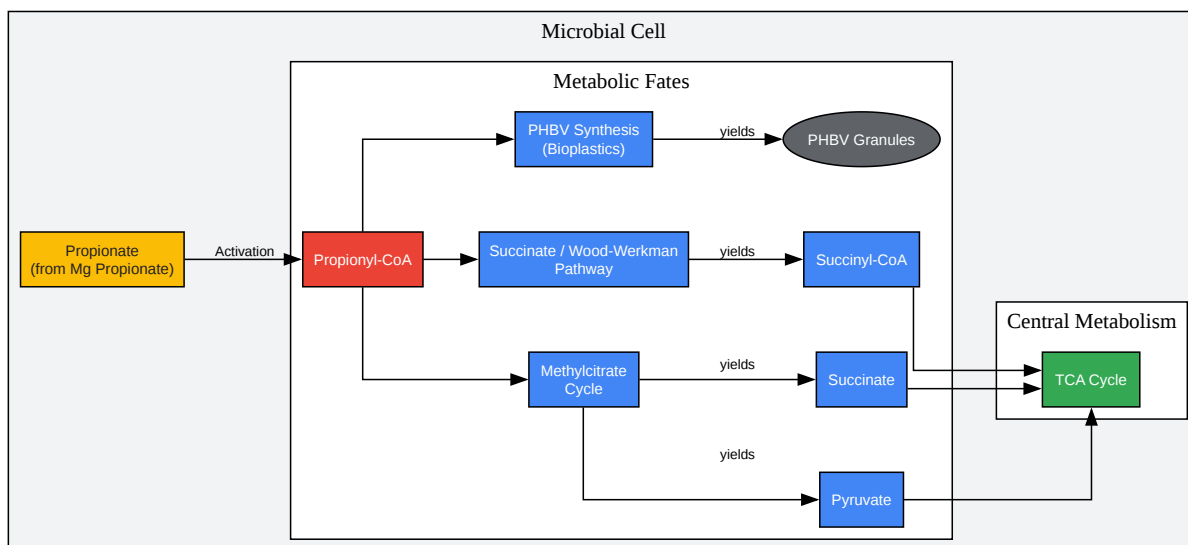 Microbial Cell
Metabolic Fates
PHBV Synthesis
(Bioplastics)
yields
PHBV Granules
Propionate
(from Mg Propionate)
Activation
Propionyl-CoA
Succinate / Wood-Werkman
Pathway
yields
Succinyl-CoA
Central Metabolism
Methylcitrate
Cycle
yields
Succinate
TCA Cycle
yields
Pyruvate